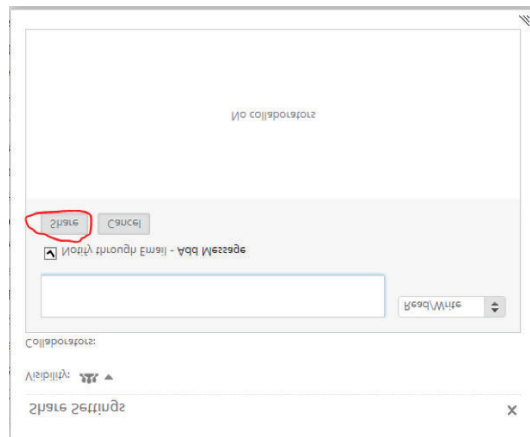 Share Settings X
Visibility:
Collaborators:
Read/Write
Notify through Email - Add Message
Share Cancel
No collaborators